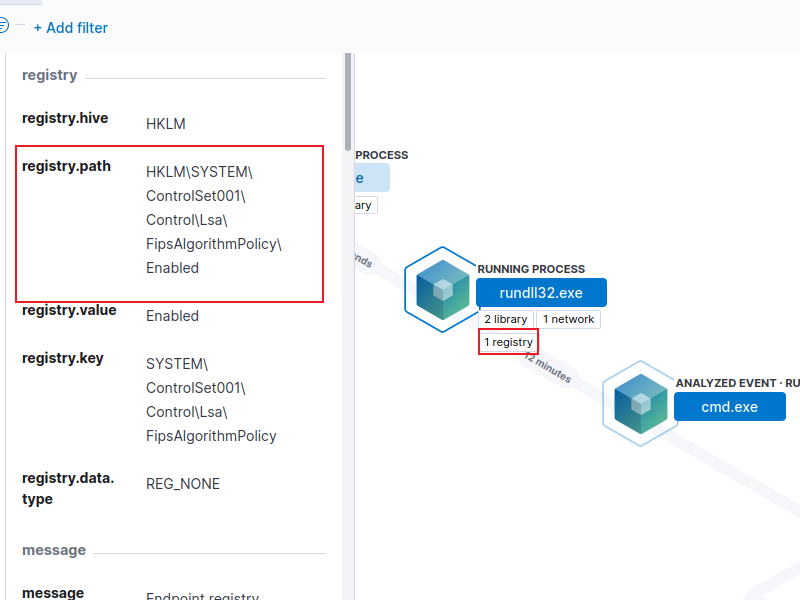 + Add filter
registry
registry.hive
HKLM
registry.path
HKLM\SYSTEM\
ControlSet001\
Control\Lsa\
FipsAlgorithmPolicy\
Enabled
registry.value
Enabled
registry.key
SYSTEM\
ControlSet001\
Control\Lsa\
FipsAlgorithmPolicy
registry.data.
type
REG_NONE
message
message
Endpoint registry
PROCESS
e
ary
nds
RUNNING PROCESS
rundll32.exe
2 library
1 network
1 registry
12 minutes
ANALYZED EVENT · RU
cmd.exe